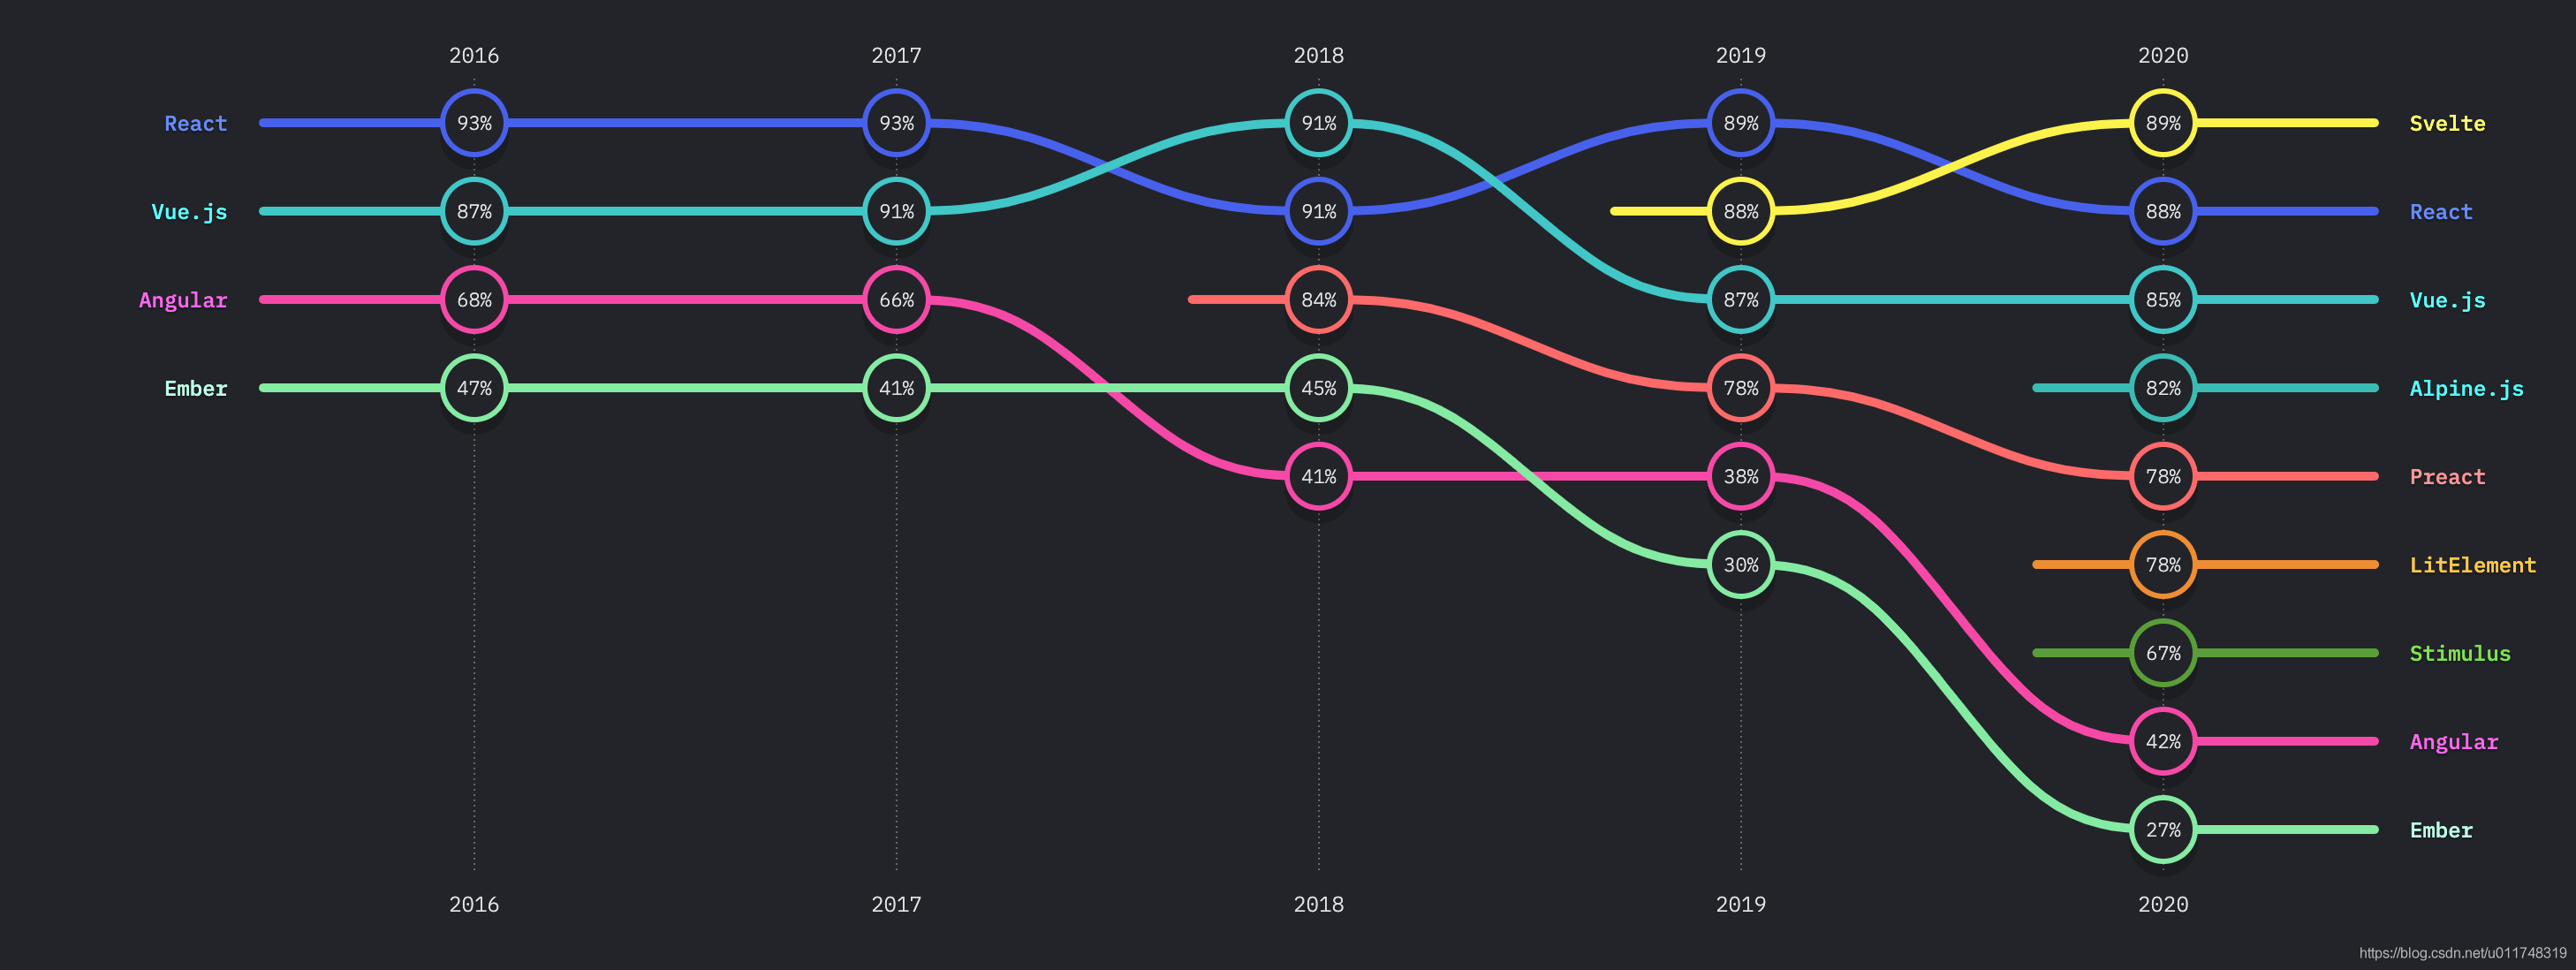 2016 2017 2018 2019 2020
React 93% 93% 91% 89% 89% Svelte
Vue.js 87% 91% 91% 88% 88% React
Angular 68% 66% 84% 87% 85% Vue.js
Ember 47% 41% 45% 78% 82% Alpine.js
41% 38% 78% Preact
30% 78% LitElement
67% Stimulus
42% Angular
27% Ember
2016 2017 2018 2019 2020
https://blog.csdn.net/u011748319